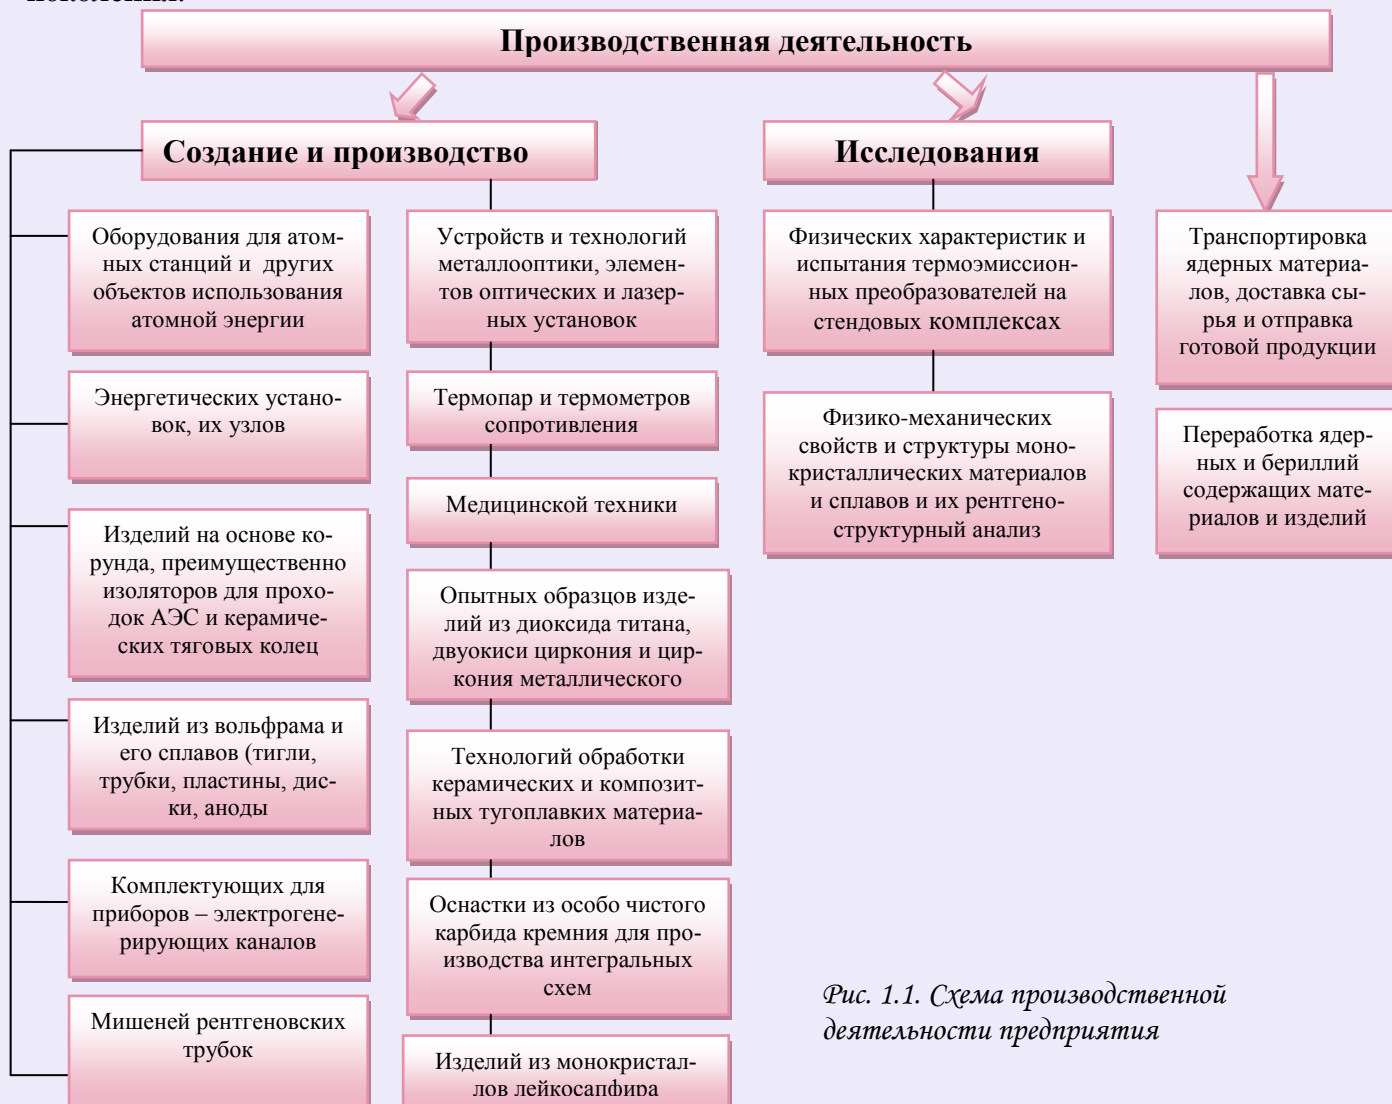 поколения.
Производственная деятельность
Создание и производство
Оборудования для атом-
ных станций и других
объектов использования
атомной энергии
Энергетических устано-
вок, их узлов
Изделий на основе ко-
рунда, преимущественно
изоляторов для прохо-
док АЭС и керамиче-
ских тяговых колец
Изделий из вольфрама и
его сплавов (тигли,
трубки, пластины, дис-
ки, аноды
Комплектующих для
приборов – электрогене-
рирующих каналов
Мишеней рентгеновских
трубок
Устройств и технологий
металлооптики, элемен-
тов оптических и лазер-
ных установок
Термопар и термометров
сопротивления
Медицинской техники
Опытных образцов изде-
лий из диоксида титана,
двуокиси циркония и цир-
кония металлического
Технологий обработки
керамических и композит-
ных тугоплавких материа-
лов
Оснастки из особо чистого
карбида кремния для про-
изводства интегральных
схем
Изделий из монокристал-
лов лейкосапфира
Исследования
Физических характеристик и
испытания термоэмиссион-
ных преобразователей на
стендовых комплексах
Физико-механических
свойств и структуры моно-
кристаллических материалов
и сплавов и их рентгено-
структурный анализ
Транспортировка
ядерных материа-
лов, доставка сы-
рья и отправка
готовой продукции
Переработка ядер-
ных и бериллий
содержащих мате-
риалов и изделий
Рис. 1.1. Схема производственной
деятельности предприятия